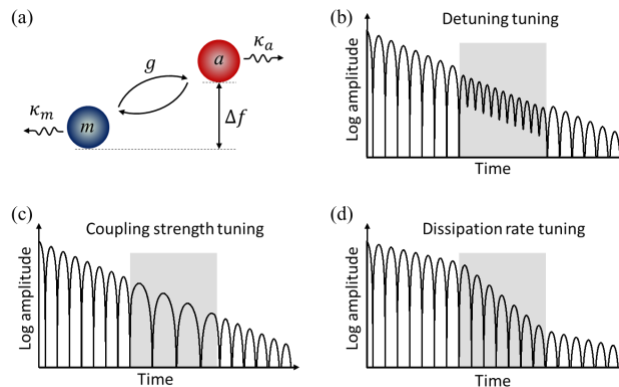 (a)
a
κa
g
κm
m
Δf
(b)
Detuning tuning
Log amplitude
Time
(c)
Coupling strength tuning
Log amplitude
Time
(d)
Dissipation rate tuning
Log amplitude
Time